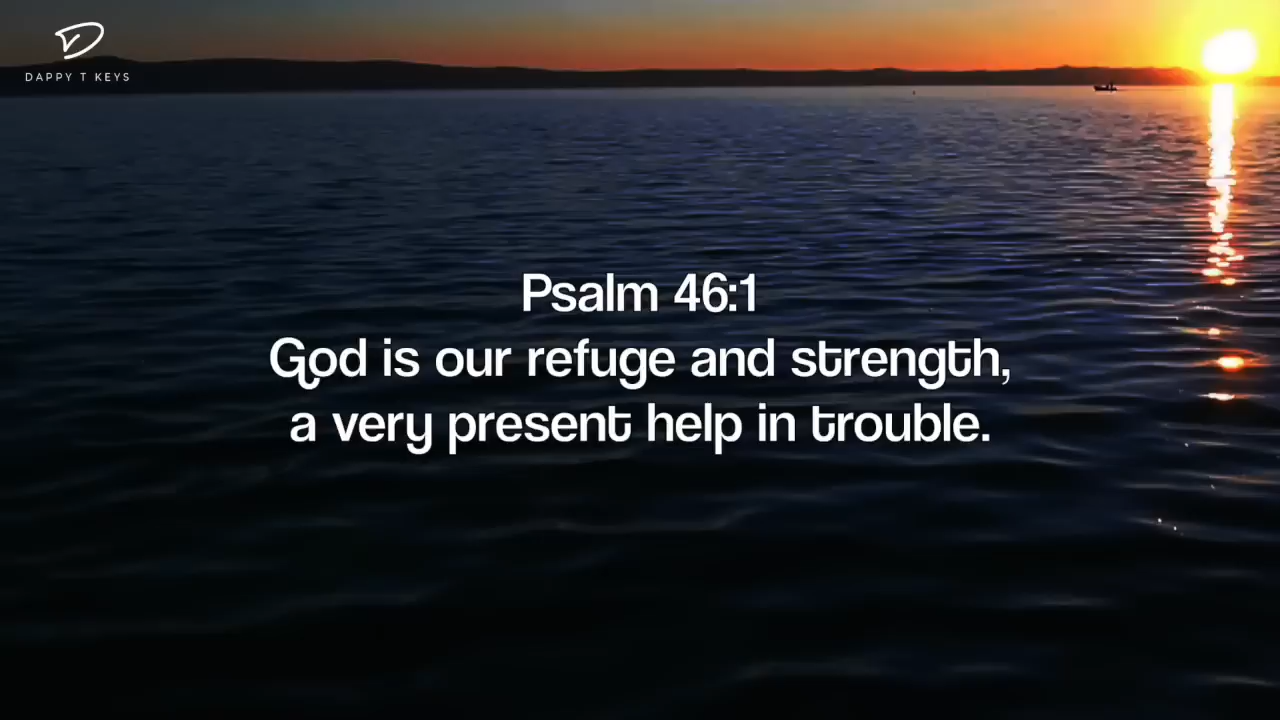 DAPPY T KEYS
Psalm 46:1
God is our refuge and strength,
a very present help in trouble.